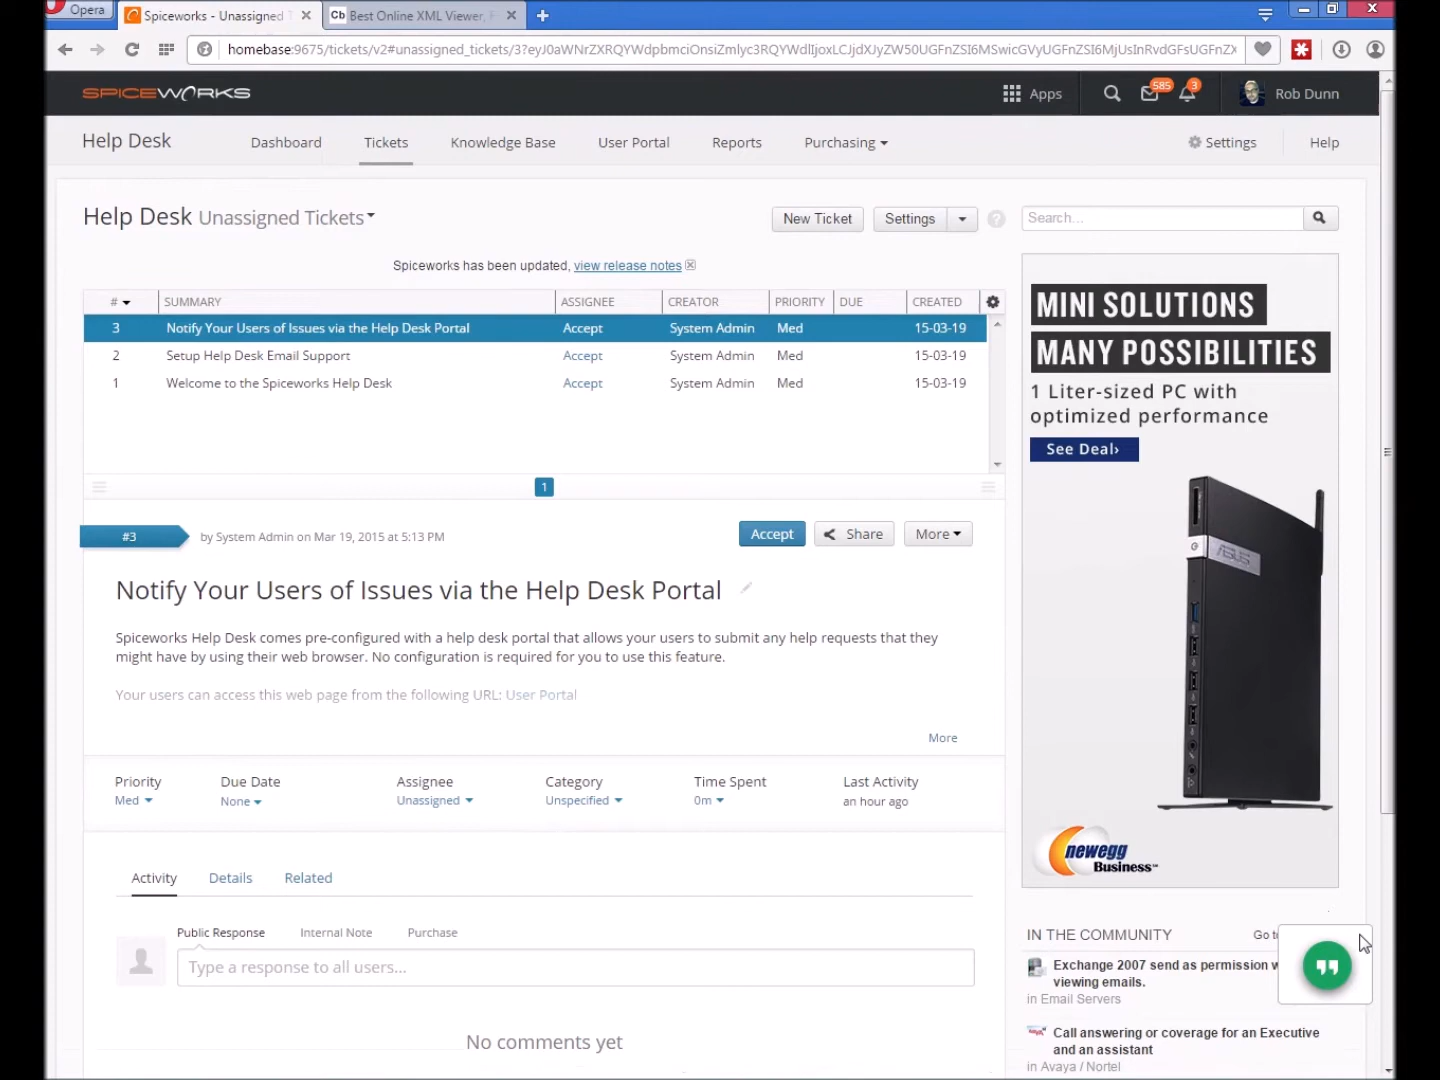 Opera
Spiceworks - Unassigned T
Cb Best Online XML Viewer, F
homebase:9675/tickets/v2#unassigned_tickets/3?eyJ0aWNrZXRQYWdpbmciOnsiZmlyc3RQYWdlIjoxLCJjdXJyZW50UGFnZSI6MSwicGVyUGFnZSI6MjUsInRvdGFsUGFnZX
SPICEWORKS
Apps
585
3
Rob Dunn
Help Desk
Dashboard
Tickets
Knowledge Base
User Portal
Reports
Purchasing
Settings
Help
Help Desk Unassigned Tickets
New Ticket
Settings
?
Search...
Spiceworks has been updated, view release notes
# SUMMARY ASSIGNEE CREATOR PRIORITY DUE CREATED
3 Notify Your Users of Issues via the Help Desk Portal Accept System Admin Med 15-03-19
2 Setup Help Desk Email Support Accept System Admin Med 15-03-19
1 Welcome to the Spiceworks Help Desk Accept System Admin Med 15-03-19
1
#3
by System Admin on Mar 19, 2015 at 5:13 PM
Accept
Share
More
Notify Your Users of Issues via the Help Desk Portal
Spiceworks Help Desk comes pre-configured with a help desk portal that allows your users to submit any help requests that they
might have by using their web browser. No configuration is required for you to use this feature.
Your users can access this web page from the following URL: User Portal
More
Priority
Med
Due Date
None
Assignee
Unassigned
Category
Unspecified
Time Spent
0m
Last Activity
an hour ago
Activity
Details
Related
Public Response
Internal Note
Purchase
Type a response to all users...
No comments yet
MINI SOLUTIONS
MANY POSSIBILITIES
1 Liter-sized PC with
optimized performance
See Deal›
ASUS
newegg
Business
IN THE COMMUNITY
Exchange 2007 send as permission
viewing emails.
in Email Servers
Call answering or coverage for an Executive
and an assistant
in Avaya / Nortel